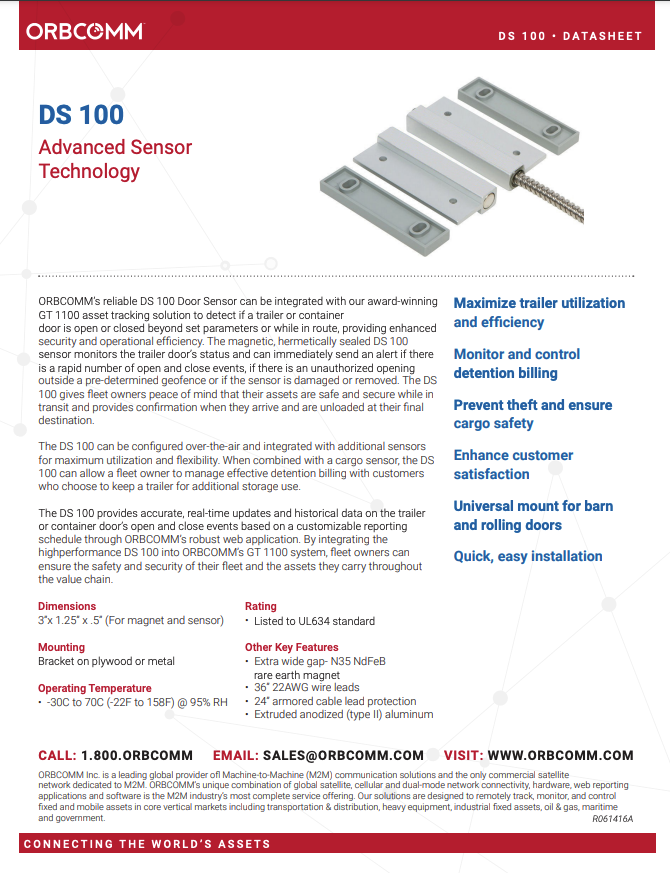 ORBCOMM
DS 100 • DATASHEET
DS 100
Advanced Sensor
Technology
ORBCOMM's reliable DS 100 Door Sensor can be integrated with our award-winning
GT 1100 asset tracking solution to detect if a trailer or container
door is open or closed beyond set parameters or while in route, providing enhanced
security and operational efficiency. The magnetic, hermetically sealed DS 100
sensor monitors the trailer door's status and can immediately send an alert if there
is a rapid number of open and close events, if there is an unauthorized opening
outside a pre-determined geofence or if the sensor is damaged or removed. The DS
100 gives fleet owners peace of mind that their assets are safe and secure while in
transit and provides confirmation when they arrive and are unloaded at their final
destination.
The DS 100 can be configured over-the-air and integrated with additional sensors
for maximum utilization and flexibility. When combined with a cargo sensor, the DS
100 can allow a fleet owner to manage effective detention billing with customers
who choose to keep a trailer for additional storage use.
The DS 100 provides accurate, real-time updates and historical data on the trailer
or container door's open and close events based on a customizable reporting
schedule through ORBCOMM's robust web application. By integrating the
highperformance DS 100 into ORBCOMM's GT 1100 system, fleet owners can
ensure the safety and security of their fleet and the assets they carry throughout
the value chain.
Maximize trailer utilization
and efficiency
Monitor and control
detention billing
Prevent theft and ensure
cargo safety
Enhance customer
satisfaction
Universal mount for barn
and rolling doors
Quick, easy installation
Dimensions
3"x 1.25" x .5" (For magnet and sensor)
Mounting
Bracket on plywood or metal
Operating Temperature
• -30C to 70C (-22F to 158F) @ 95% RH
Rating
• Listed to UL634 standard
Other Key Features
• Extra wide gap- N35 NdFeB
rare earth magnet
• 36" 22AWG wire leads
• 24" armored cable lead protection
• Extruded anodized (type II) aluminum
CALL: 1.800.ORBCOMM EMAIL: SALES@ORBCOMM.COM VISIT: WWW.ORBCOMM.COM
ORBCOMM Inc. is a leading global provider ofl Machine-to-Machine (M2M) communication solutions and the only commercial satellite
network dedicated to M2M. ORBCOMM's unique combination of global satellite, cellular and dual-mode network connectivity, hardware, web reporting
applications and software is the M2M industry's most complete service offering. Our solutions are designed to remotely track, monitor, and control
fixed and mobile assets in core vertical markets including transportation & distribution, heavy equipment, industrial fixed assets, oil & gas, maritime
and government.
R061416A
CONNECTING THE WORLD'S ASSETS